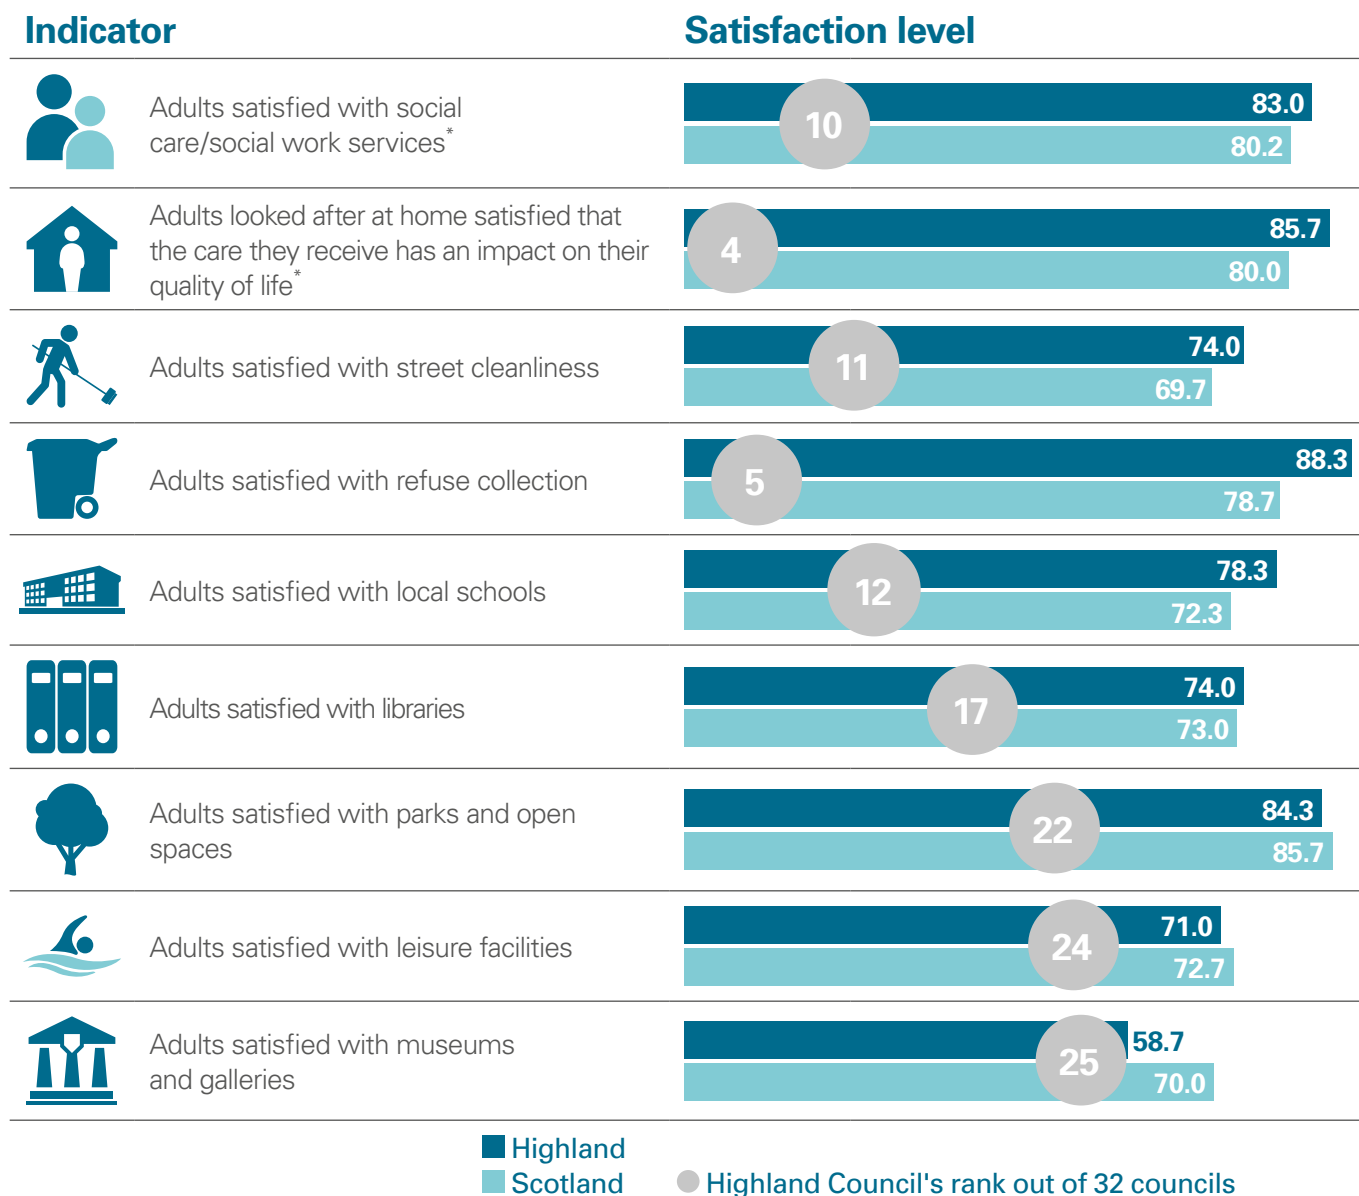 Indicator
Satisfaction level
Adults satisfied with social
care/social work services*
10
83.0
80.2
Adults looked after at home satisfied that
the care they receive has an impact on their
quality of life*
4
85.7
80.0
Adults satisfied with street cleanliness
11
74.0
69.7
Adults satisfied with refuse collection
5
88.3
78.7
Adults satisfied with local schools
12
78.3
72.3
Adults satisfied with libraries
17
74.0
73.0
Adults satisfied with parks and open
spaces
22
84.3
85.7
Adults satisfied with leisure facilities
24
71.0
72.7
Adults satisfied with museums
and galleries
25
58.7
70.0
Highland
Scotland
Highland Council's rank out of 32 councils